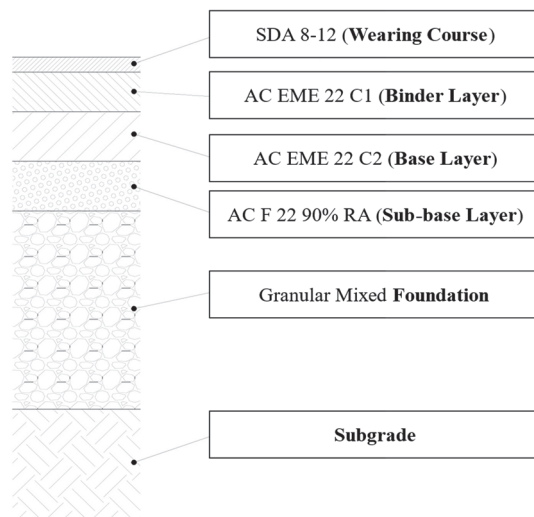 SDA 8-12 (Wearing Course)
AC EME 22 C1 (Binder Layer)
AC EME 22 C2 (Base Layer)
AC F 22 90% RA (Sub-base Layer)
Granular Mixed Foundation
Subgrade